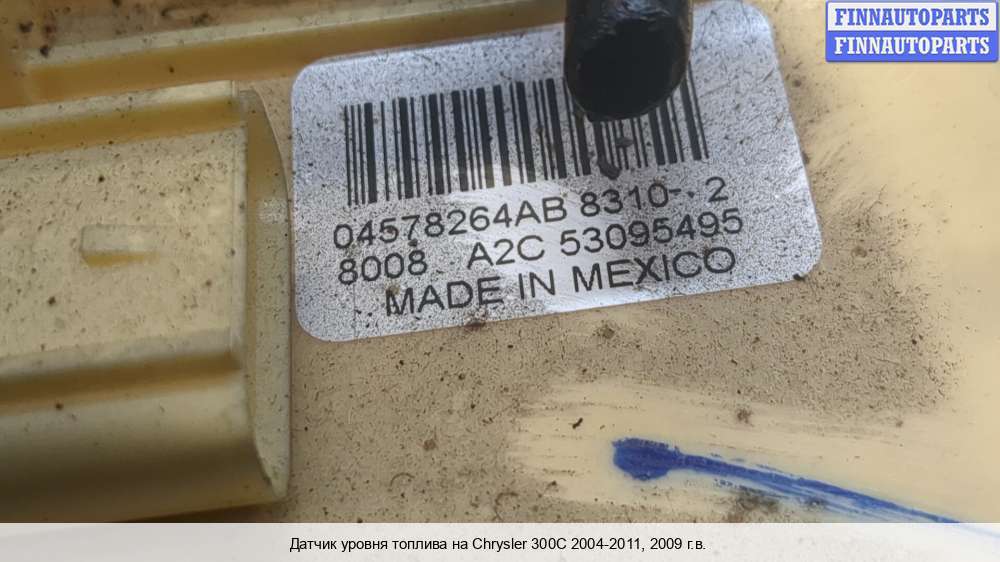 FINNAUTOPARTS
FINNAUTOPARTS
04578264AB 8310- 2
8008 A2C 53095495
MADE IN MEXICO
Датчик уровня топлива на Chrysler 300C 2004-2011, 2009 г.в.